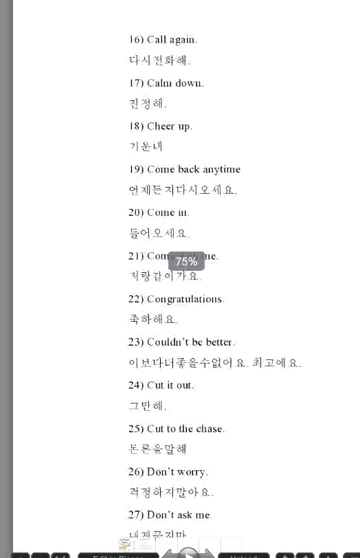 16) Call again.
다시전화해.
17) Calm down.
진정해.
18) Cheer up.
기운내
19) Come back anytime
언제든지다시오세요.
20) Come in.
들어오세요.
21) me.
저랑같이가요.
75%
22) Congratulations.
축하해요.
23) Couldn't be better.
이보다더좋을수없어요. 최고예요.
24) Cut it out.
그만해.
25) Cut to the chase.
본론을말해
26) Don't worry.
걱정하지말아요.
27) Don't ask me.